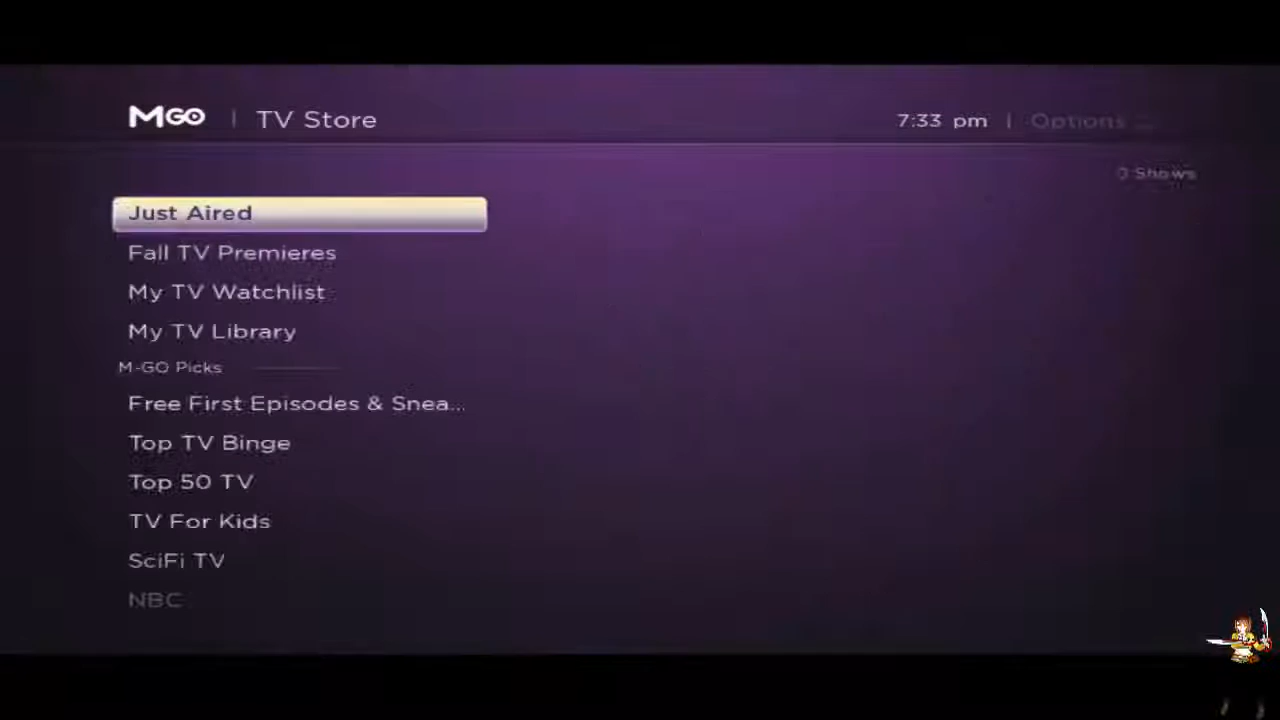 MGO | TV Store
7:33 pm | Options
0 Shows
Just Aired
Fall TV Premieres
My TV Watchlist
My TV Library
M-GO Picks
Free First Episodes & Snea...
Top TV Binge
Top 50 TV
TV For Kids
SciFi TV
NBC